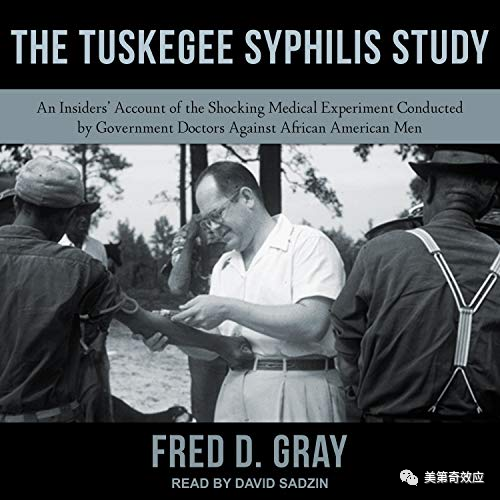 THE TUSKEGEE SYPHILIS STUDY
An Insiders' Account of the Shocking Medical Experiment Conducted
by Government Doctors Against African American Men
FRED D. GRAY
READ BY DAVID SADZIN
美第奇效应